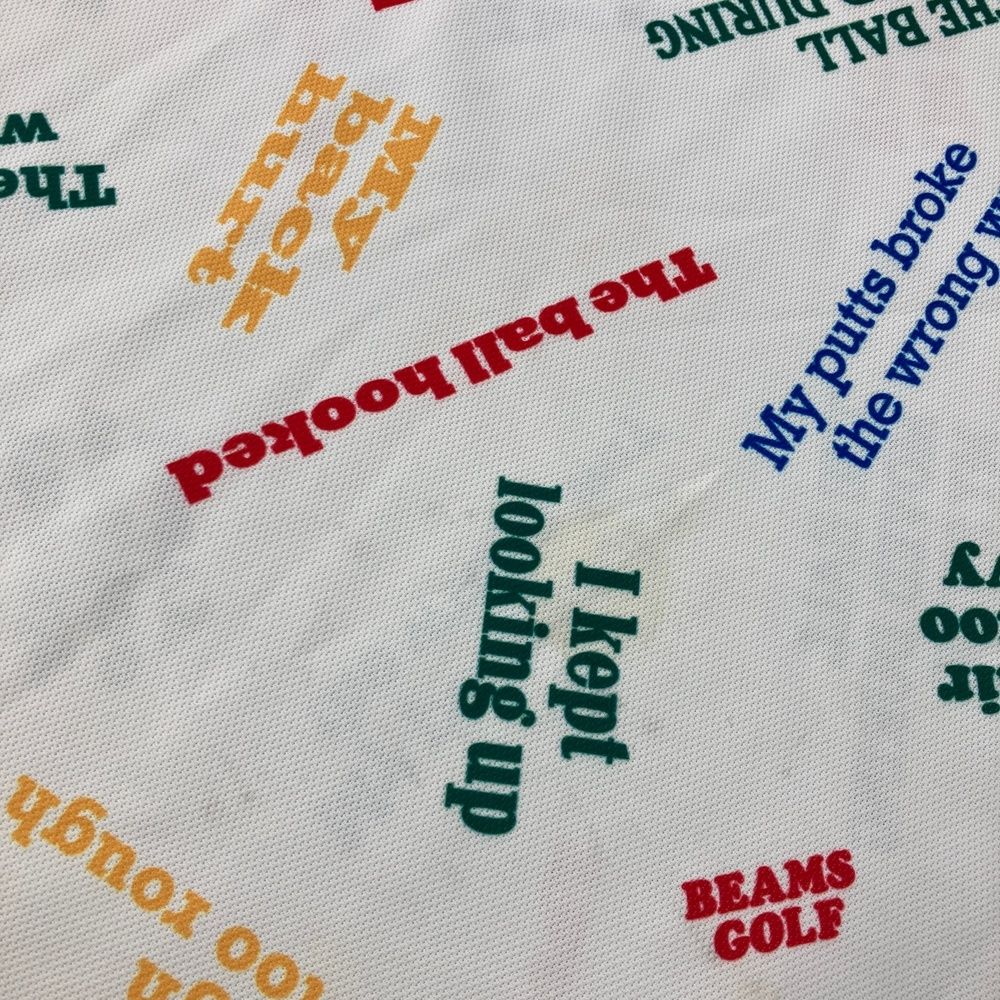 THE BALL
DURING
The
My
back
hurt
The ball hooked
My putts broke
the wrong
I kept
looking up
too rough
BEAMS
GOLF